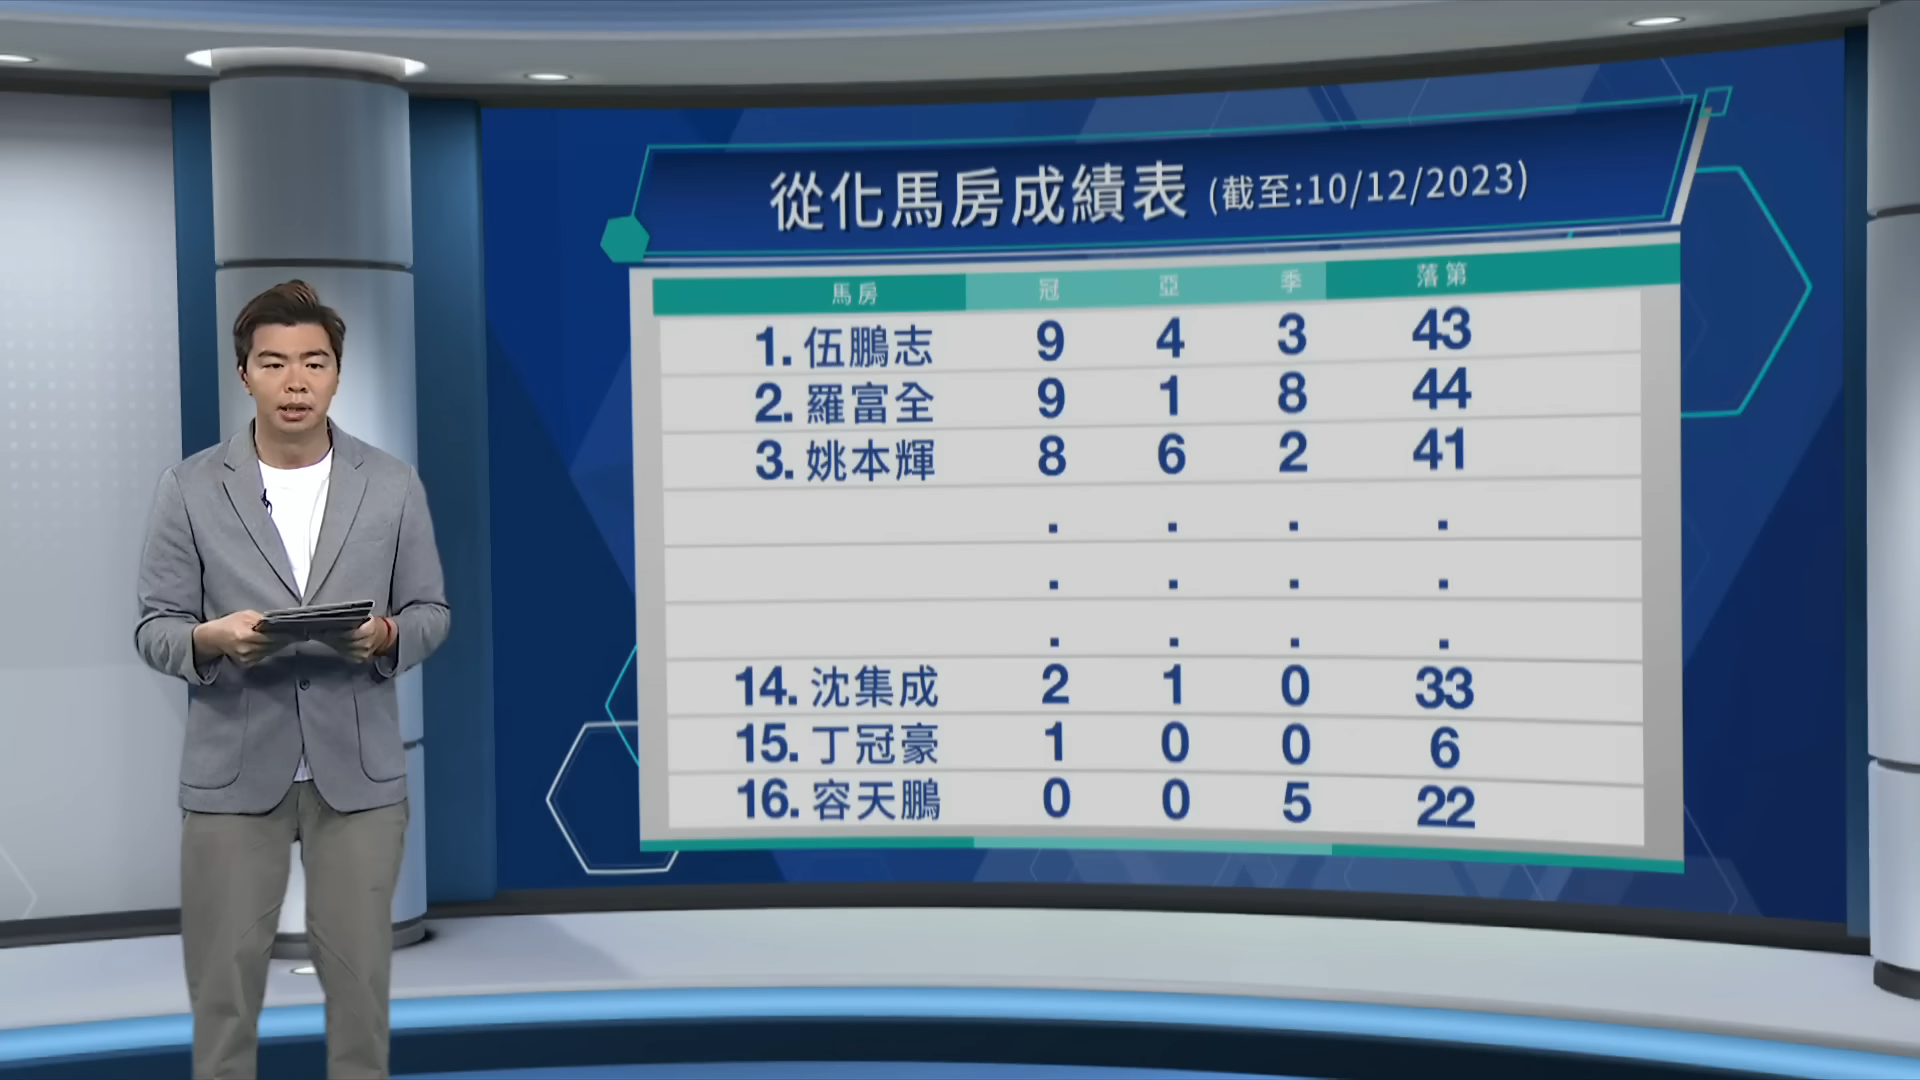 從化馬房成績表 (截至:10/12/2023)
馬房 冠 亞 季 落第
1. 伍鵬志 9 4 3 43
2. 羅富全 9 1 8 44
3. 姚本輝 8 6 2 41
. . . .
. . . .
. . . .
14. 沈集成 2 1 0 33
15. 丁冠豪 1 0 0 6
16. 容天鵬 0 0 5 22